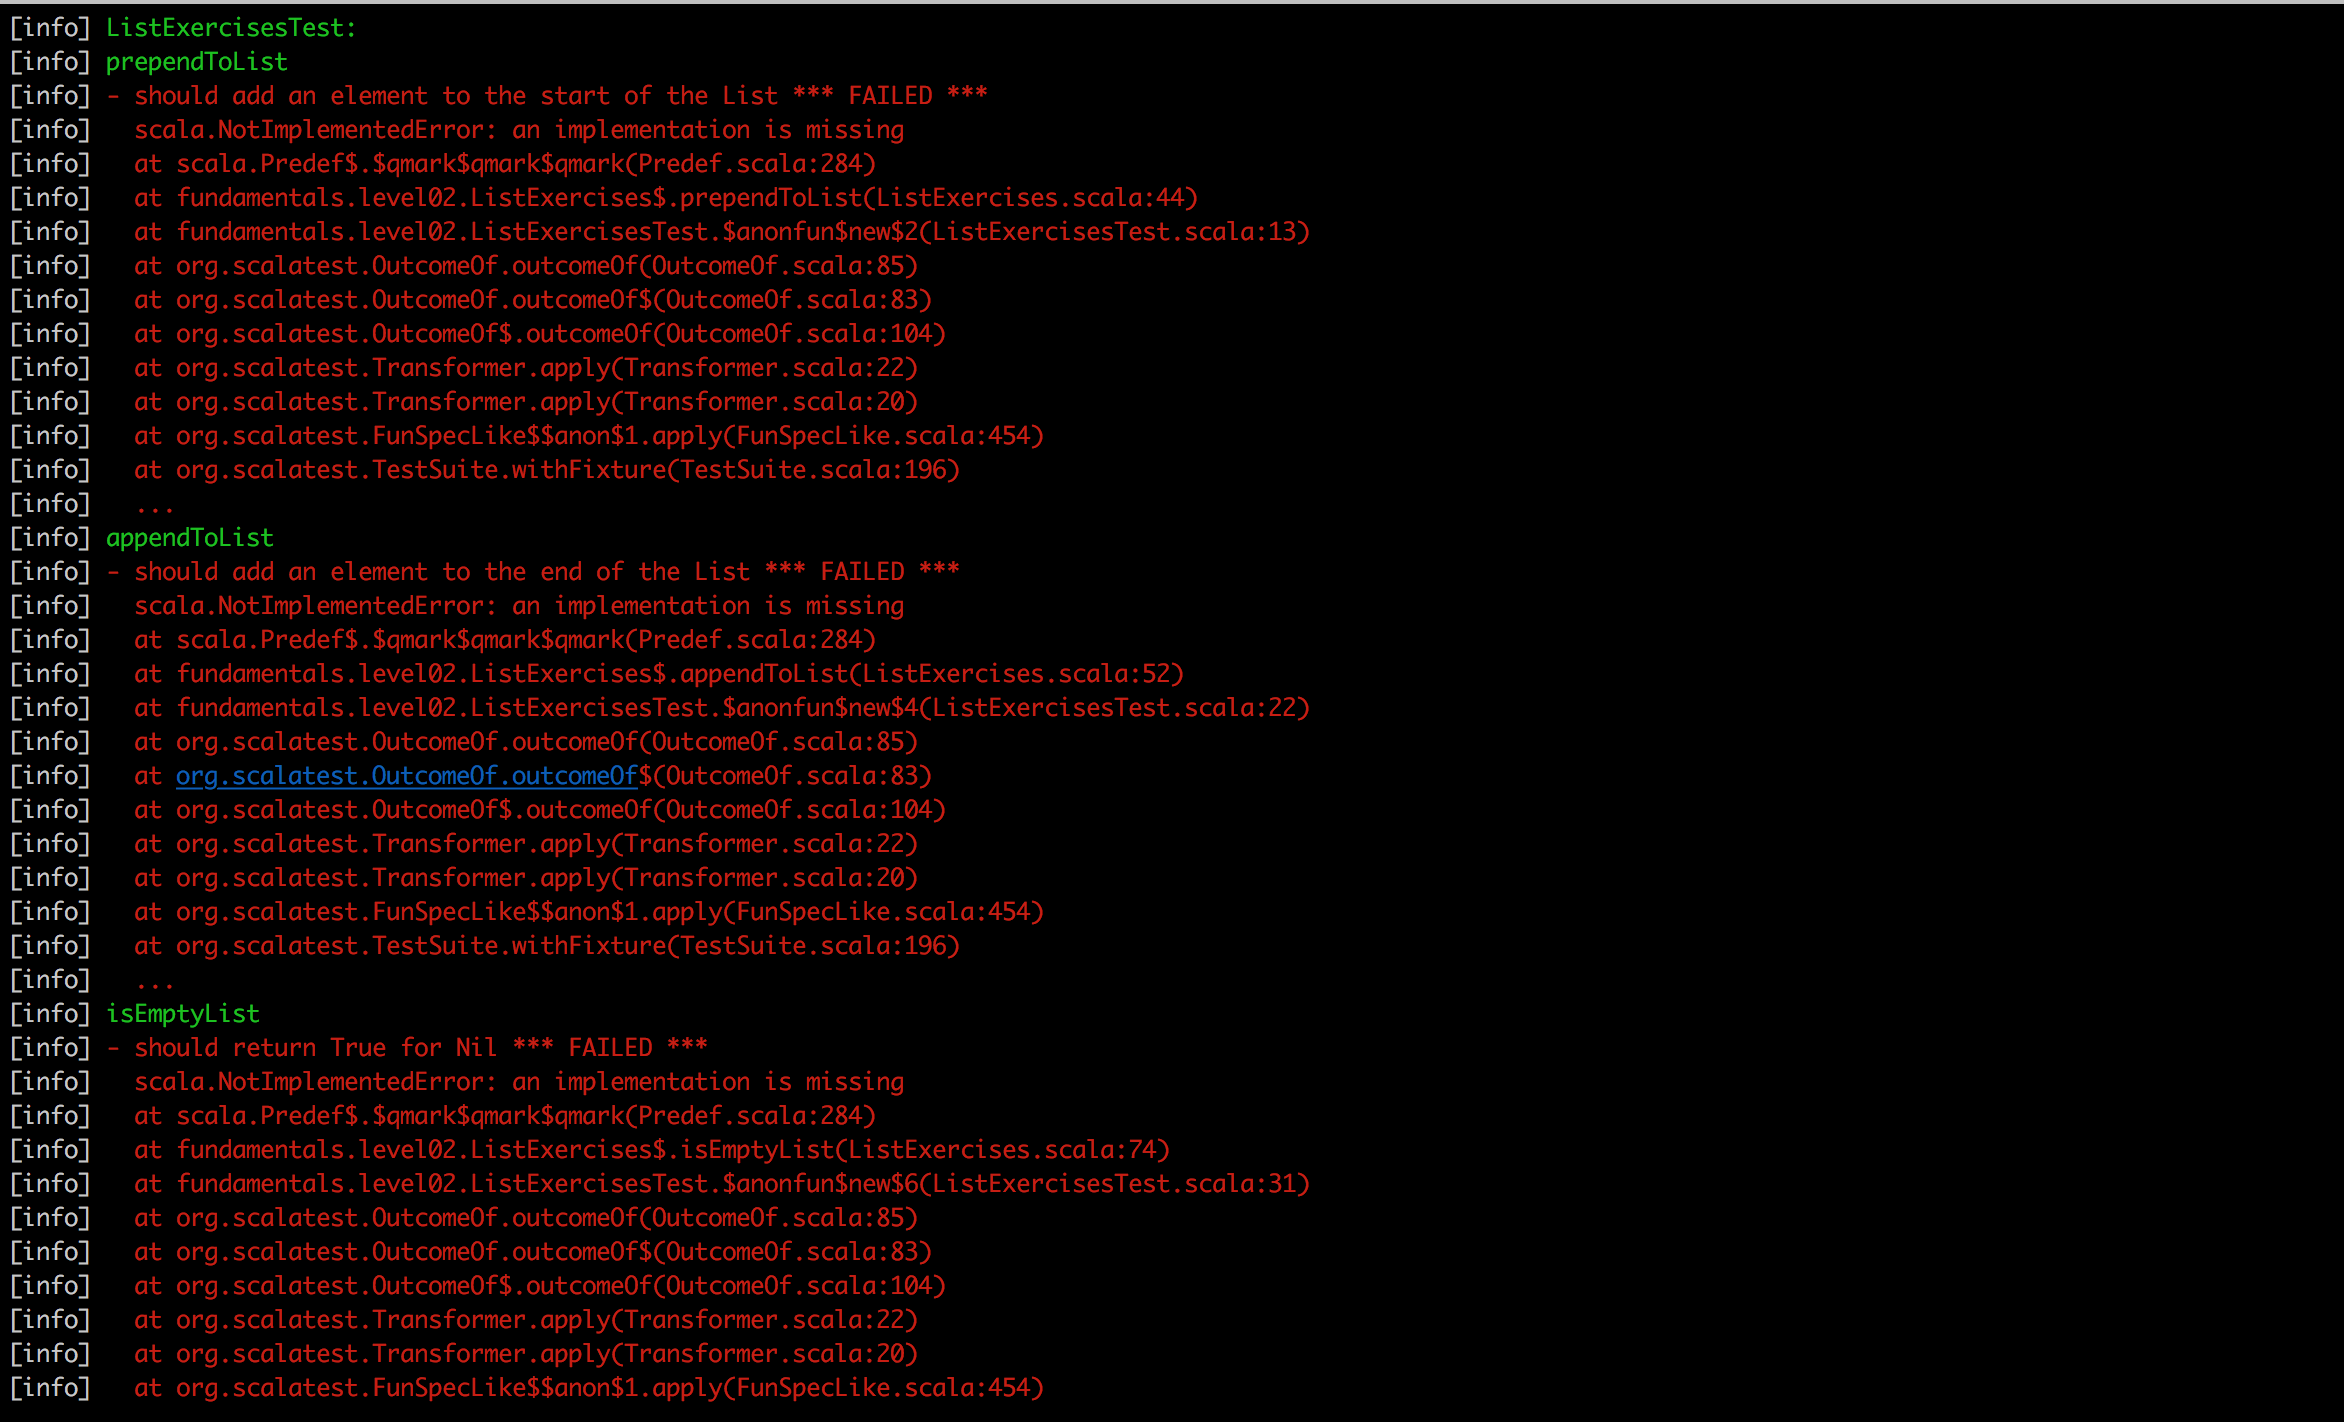 [info] ListExercisesTest:
[info] prependToList
[info] - should add an element to the start of the List *** FAILED ***
[info]   scala.NotImplementedError: an implementation is missing
[info]   at scala.Predef$.$qmark$qmark$qmark(Predef.scala:284)
[info]   at fundamentals.level02.ListExercises$.prependToList(ListExercises.scala:44)
[info]   at fundamentals.level02.ListExercisesTest.$anonfun$new$2(ListExercisesTest.scala:13)
[info]   at org.scalatest.OutcomeOf.outcomeOf(OutcomeOf.scala:85)
[info]   at org.scalatest.OutcomeOf.outcomeOf$(OutcomeOf.scala:83)
[info]   at org.scalatest.OutcomeOf$.outcomeOf(OutcomeOf.scala:104)
[info]   at org.scalatest.Transformer.apply(Transformer.scala:22)
[info]   at org.scalatest.Transformer.apply(Transformer.scala:20)
[info]   at org.scalatest.FunSpecLike$$anon$1.apply(FunSpecLike.scala:454)
[info]   at org.scalatest.TestSuite.withFixture(TestSuite.scala:196)
[info]   ...
[info] appendToList
[info] - should add an element to the end of the List *** FAILED ***
[info]   scala.NotImplementedError: an implementation is missing
[info]   at scala.Predef$.$qmark$qmark$qmark(Predef.scala:284)
[info]   at fundamentals.level02.ListExercises$.appendToList(ListExercises.scala:52)
[info]   at fundamentals.level02.ListExercisesTest.$anonfun$new$4(ListExercisesTest.scala:22)
[info]   at org.scalatest.OutcomeOf.outcomeOf(OutcomeOf.scala:85)
[info]   at org.scalatest.OutcomeOf.outcomeOf$(OutcomeOf.scala:83)
[info]   at org.scalatest.OutcomeOf$.outcomeOf(OutcomeOf.scala:104)
[info]   at org.scalatest.Transformer.apply(Transformer.scala:22)
[info]   at org.scalatest.Transformer.apply(Transformer.scala:20)
[info]   at org.scalatest.FunSpecLike$$anon$1.apply(FunSpecLike.scala:454)
[info]   at org.scalatest.TestSuite.withFixture(TestSuite.scala:196)
[info]   ...
[info] isEmptyList
[info] - should return True for Nil *** FAILED ***
[info]   scala.NotImplementedError: an implementation is missing
[info]   at scala.Predef$.$qmark$qmark$qmark(Predef.scala:284)
[info]   at fundamentals.level02.ListExercises$.isEmptyList(ListExercises.scala:74)
[info]   at fundamentals.level02.ListExercisesTest.$anonfun$new$6(ListExercisesTest.scala:31)
[info]   at org.scalatest.OutcomeOf.outcomeOf(OutcomeOf.scala:85)
[info]   at org.scalatest.OutcomeOf.outcomeOf$(OutcomeOf.scala:83)
[info]   at org.scalatest.OutcomeOf$.outcomeOf(OutcomeOf.scala:104)
[info]   at org.scalatest.Transformer.apply(Transformer.scala:22)
[info]   at org.scalatest.Transformer.apply(Transformer.scala:20)
[info]   at org.scalatest.FunSpecLike$$anon$1.apply(FunSpecLike.scala:454)